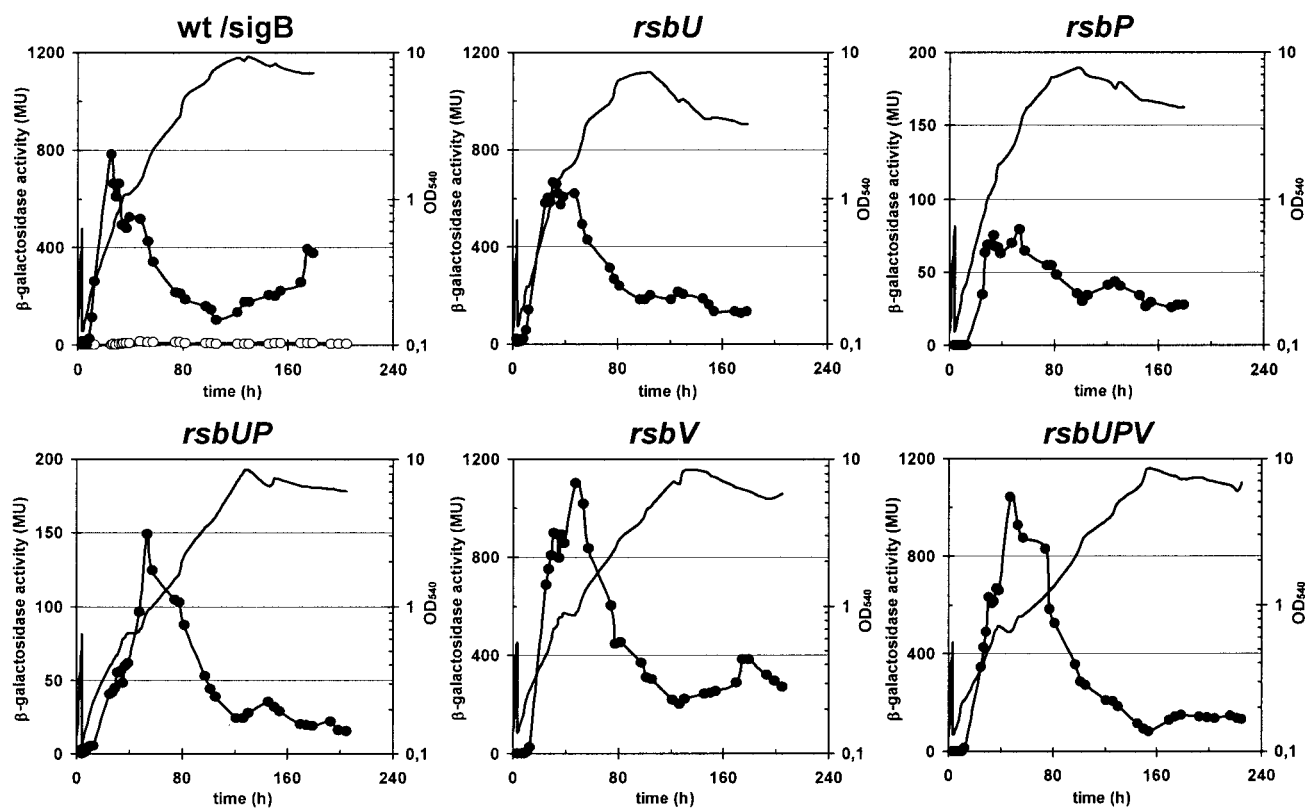 wt /sigB
rsbU
rsbP
1200
800
400
0
β-galactosidase activity (MU)
10
1
0,1
OD540
0
80
160
240
time (h)
1200
800
400
0
β-galactosidase activity (MU)
10
1
0,1
OD540
0
80
160
240
time (h)
200
150
100
50
0
β-galactosidase activity (MU)
10
1
0,1
OD540
0
80
160
240
time (h)
rsbUP
rsbV
rsbUPV
200
150
100
50
0
β-galactosidase activity (MU)
10
1
0,1
OD540
0
80
160
240
time (h)
1200
800
400
0
β-galactosidase activity (MU)
10
1
0,1
OD540
0
80
160
240
time (h)
1200
800
400
0
β-galactosidase activity (MU)
10
1
0,1
OD540
0
80
160
240
time (h)